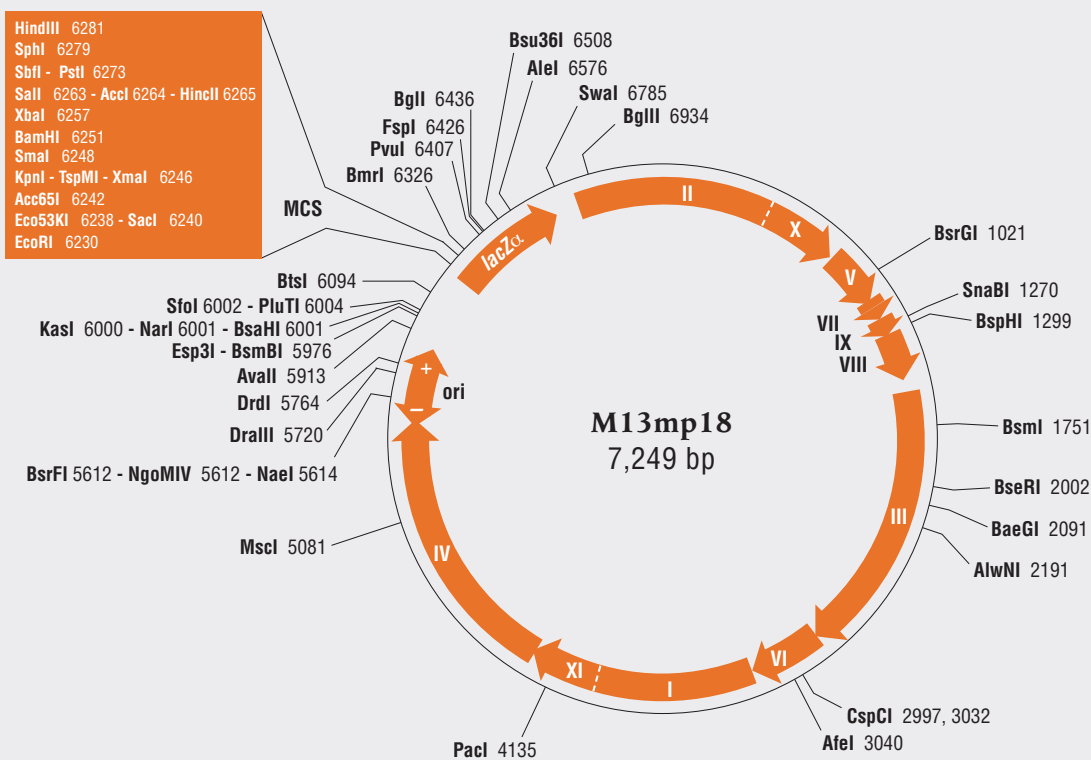 HindIII 6281
SphI 6279
SbfI - PstI 6273
SalI 6263 - AccI 6264 - HincII 6265
XbaI 6257
BamHI 6251
SmaI 6248
KpnI - TspMI - XmaI 6246
Acc65I 6242
Eco53KI 6238 - SacI 6240
EcoRI 6230
MCS
Bsu36I 6508
AleI 6576
SwaI 6785
BglII 6934
BglI 6436
FspI 6426
PvuI 6407
BmrI 6326
BtsI 6094
SfoI 6002 - PluTI 6004
KasI 6000 - NarI 6001 - BsaHI 6001
Esp3I - BsmBI 5976
AvaII 5913
DrdI 5764
DraIII 5720
BsrFI 5612 - NgoMIV 5612 - NaeI 5614
MscI 5081
PacI 4135
AfeI 3040
CspCI 2997, 3032
AlwNI 2191
BaeGI 2091
BseRI 2002
BsmI 1751
BspHI 1299
SnaBI 1270
BsrGI 1021
lacZα
II
X
V
VII
IX
VIII
III
VI
I
XI
IV
+
–
ori
M13mp18
7,249 bp